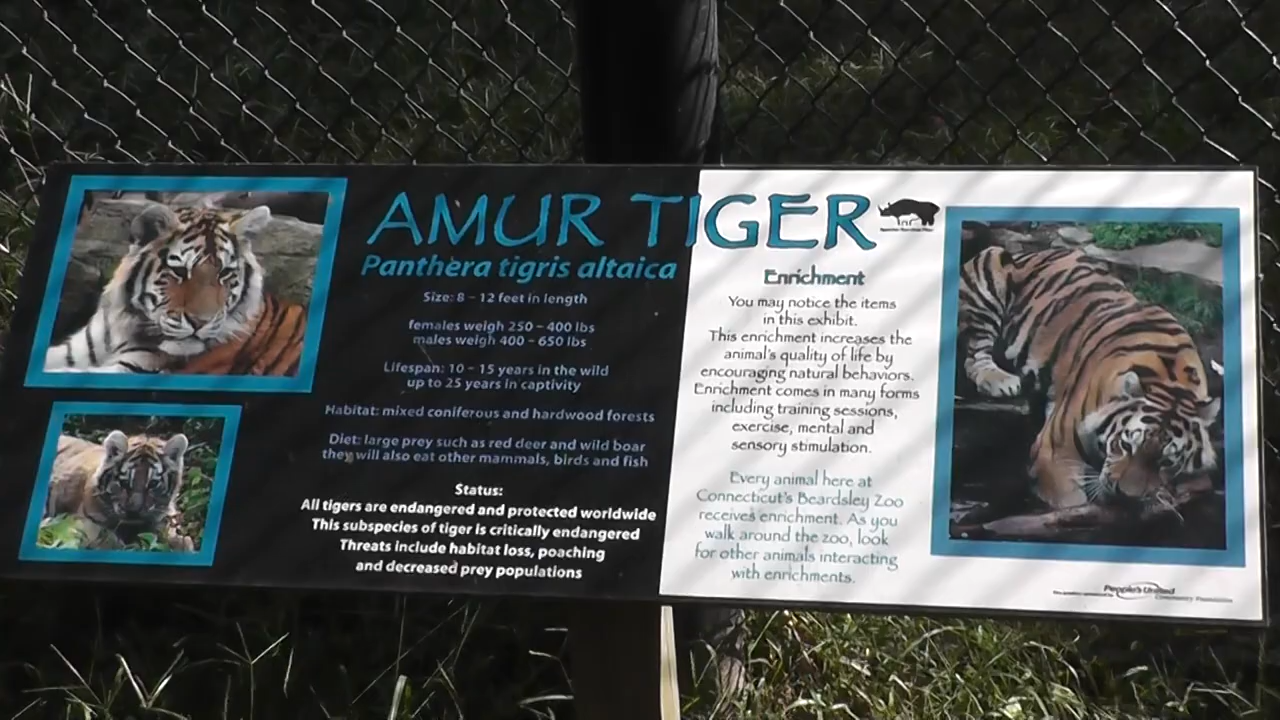 AMUR TIGER
Panthera tigris altaica
Size: 8 – 12 feet in length
females weigh 250 – 400 lbs
males weigh 400 – 650 lbs
Lifespan: 10 – 15 years in the wild
up to 25 years in captivity
Habitat: mixed coniferous and hardwood forests
Diet: large prey such as red deer and wild boar
they will also eat other mammals, birds and fish
Status:
All tigers are endangered and protected worldwide
This subspecies of tiger is critically endangered
Threats include habitat loss, poaching
and decreased prey populations
Enrichment
You may notice the items
in this exhibit.
This enrichment increases the
animal's quality of life by
encouraging natural behaviors.
Enrichment comes in many forms
including training sessions,
exercise, mental and
sensory stimulation.
Every animal here at
Connecticut's Beardsley Zoo
receives enrichment. As you
walk around the zoo, look
for other animals interacting
with enrichments.
People's United
Community Foundation